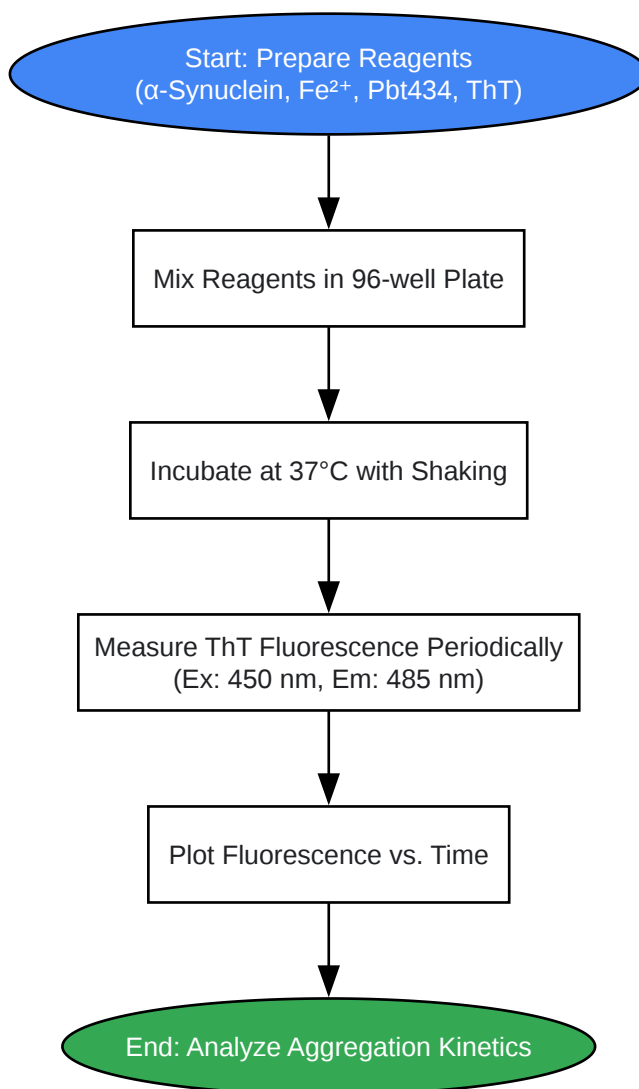 Start: Prepare Reagents
(α-Synuclein, Fe²⁺, Pbt434, ThT)
Mix Reagents in 96-well Plate
Incubate at 37°C with Shaking
Measure ThT Fluorescence Periodically
(Ex: 450 nm, Em: 485 nm)
Plot Fluorescence vs. Time
End: Analyze Aggregation Kinetics